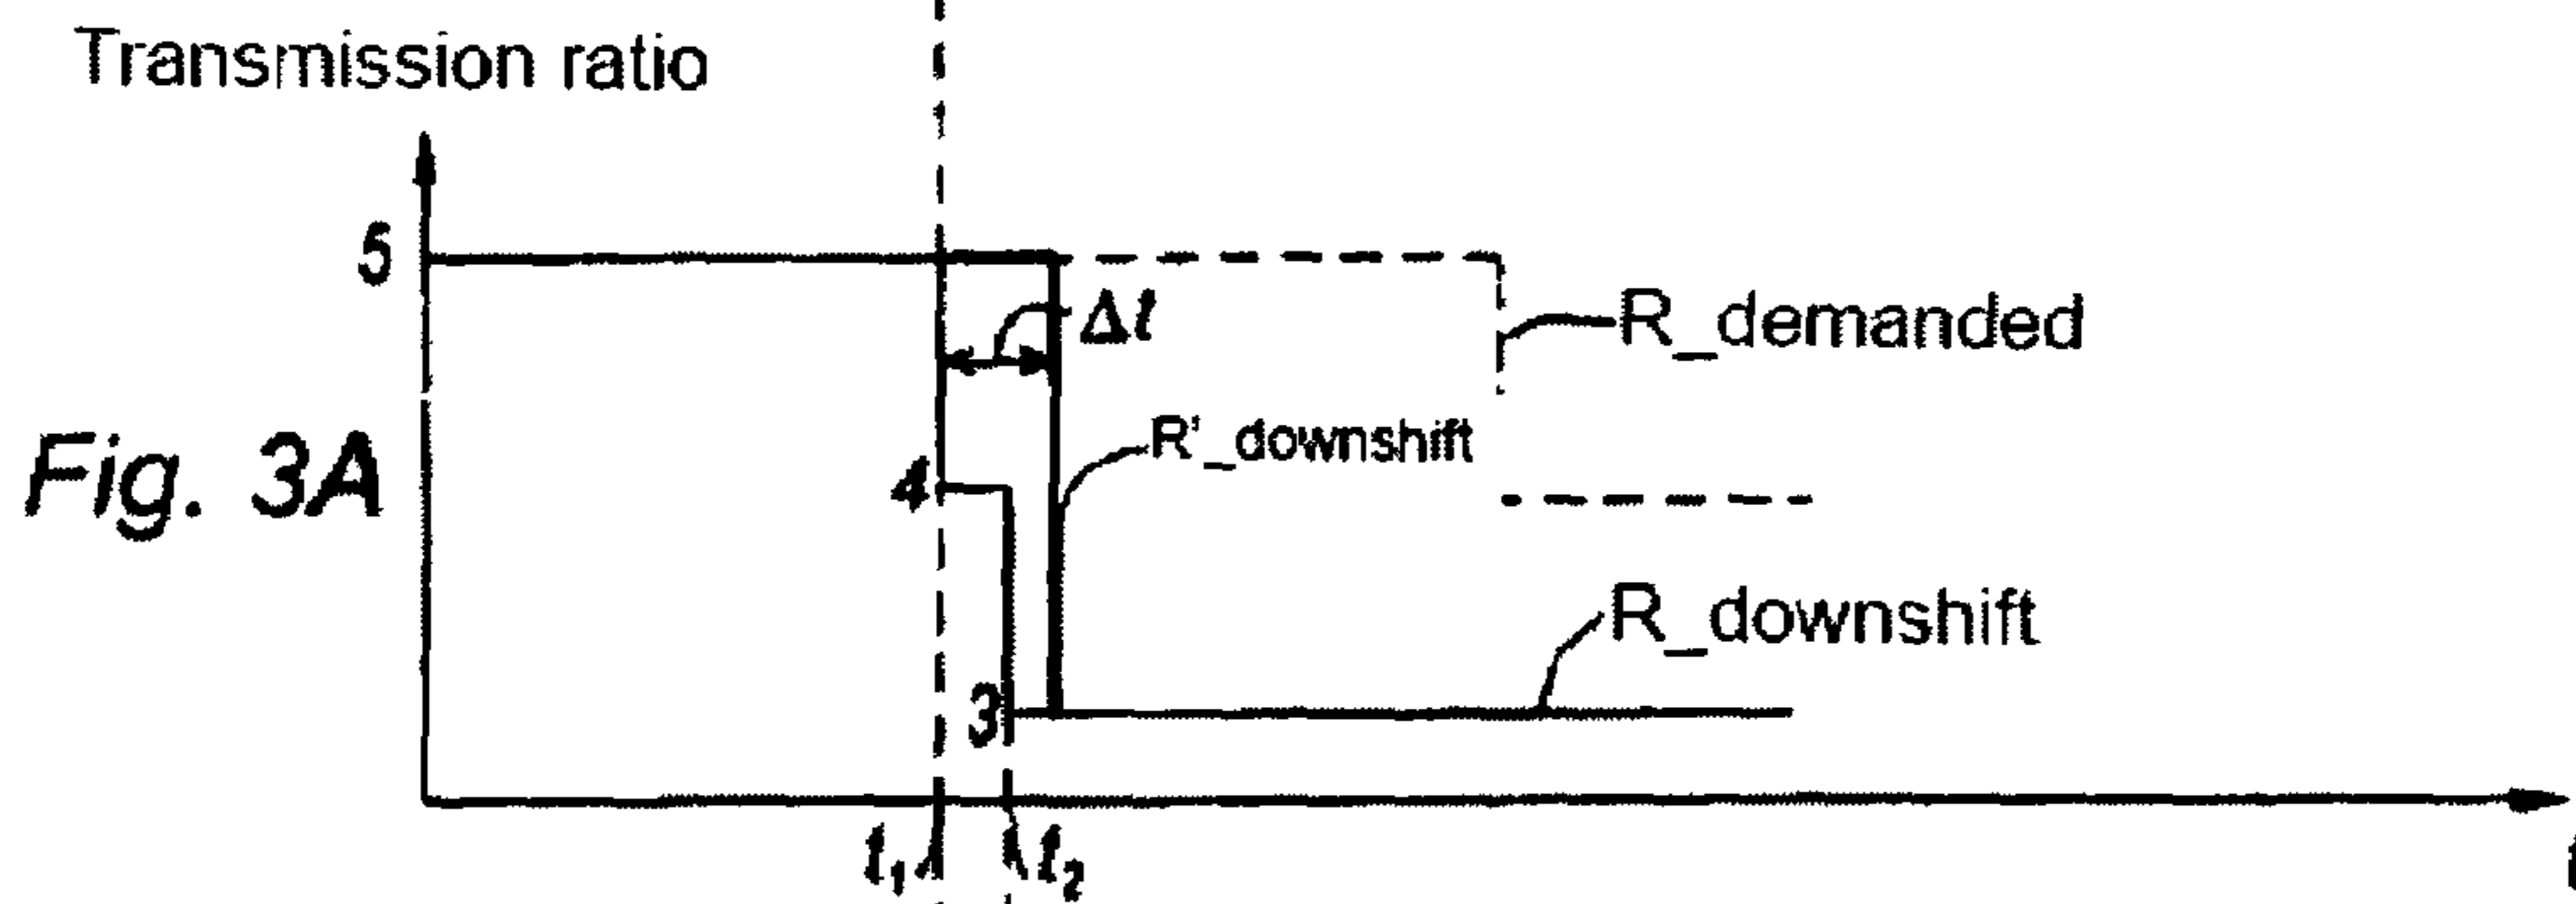 Transmission ratio
5
Δt
R_demanded
R'_downshift
Fig. 3A
4
R_downshift
3
t₁
t₂
t